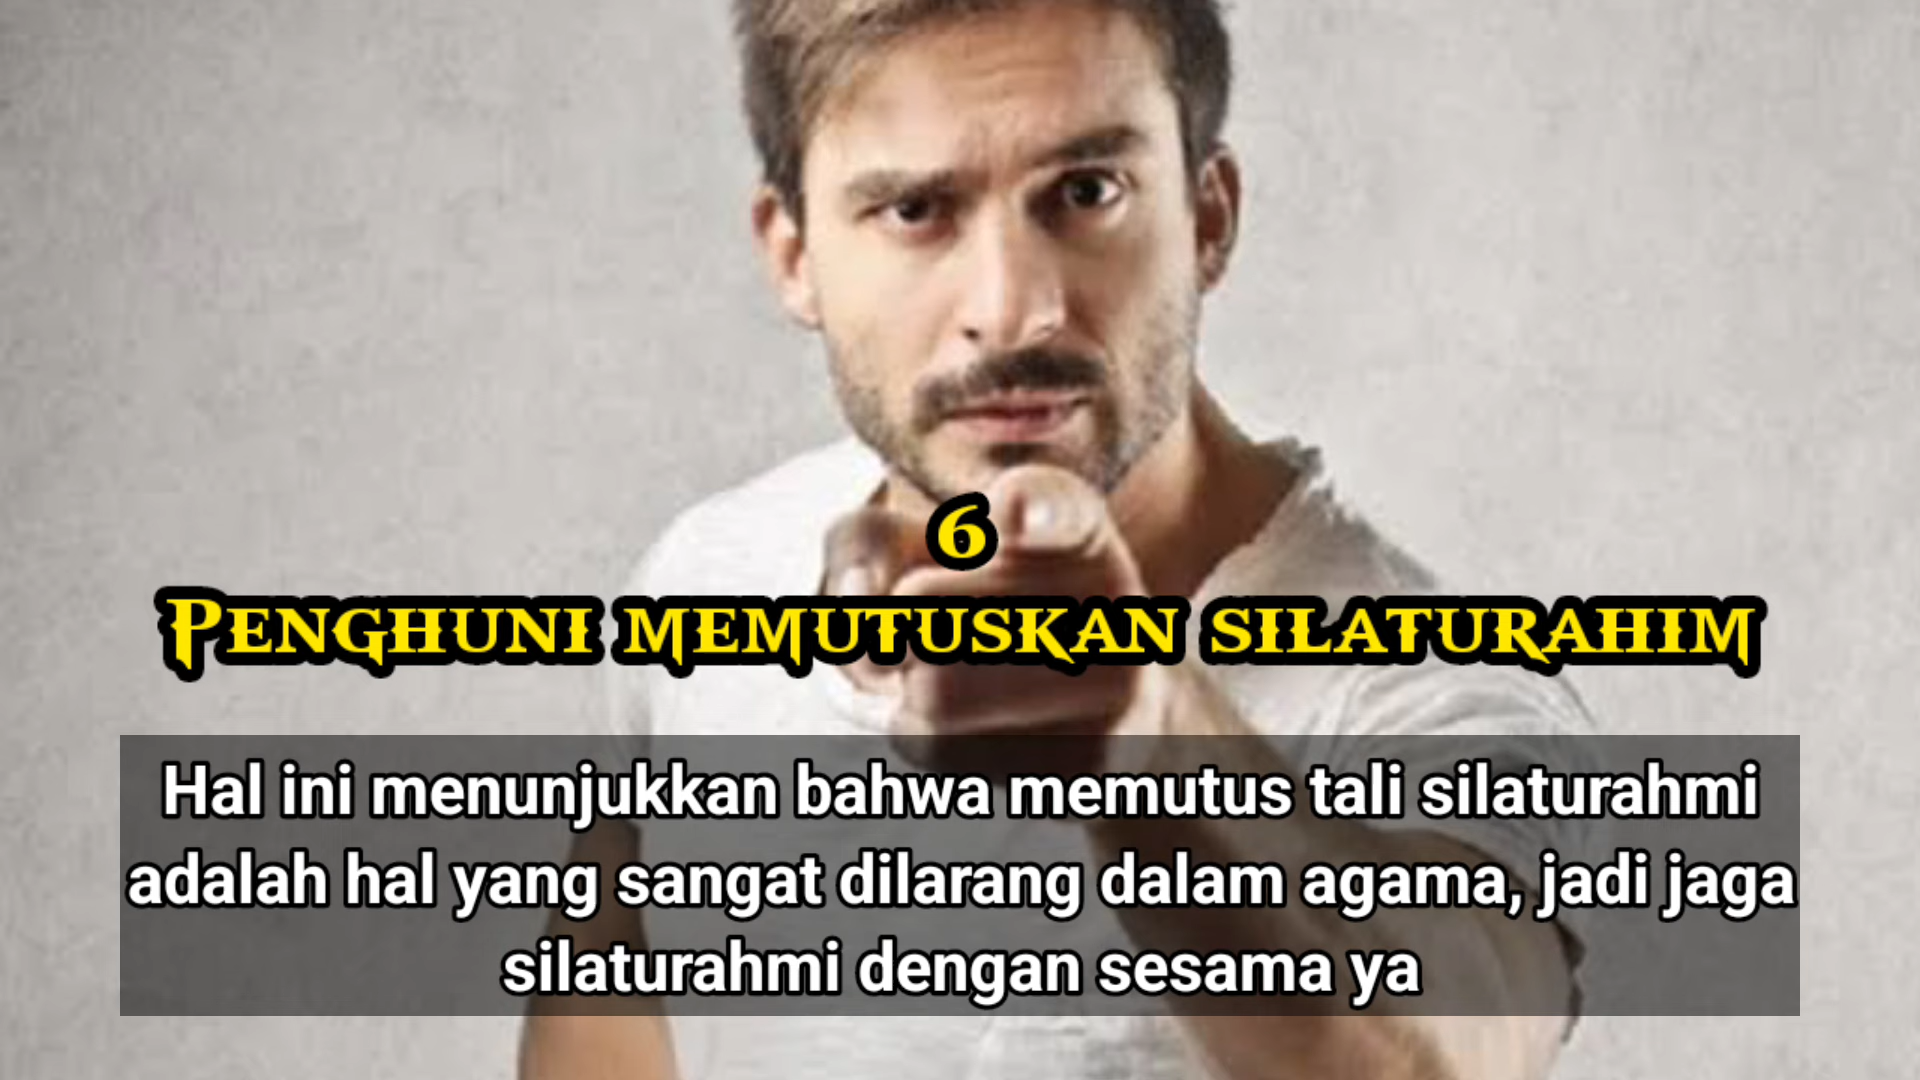 6
Penghuni memutuskan silaturahim
Hal ini menunjukkan bahwa memutus tali silaturahmi
adalah hal yang sangat dilarang dalam agama, jadi jaga
silaturahmi dengan sesama ya